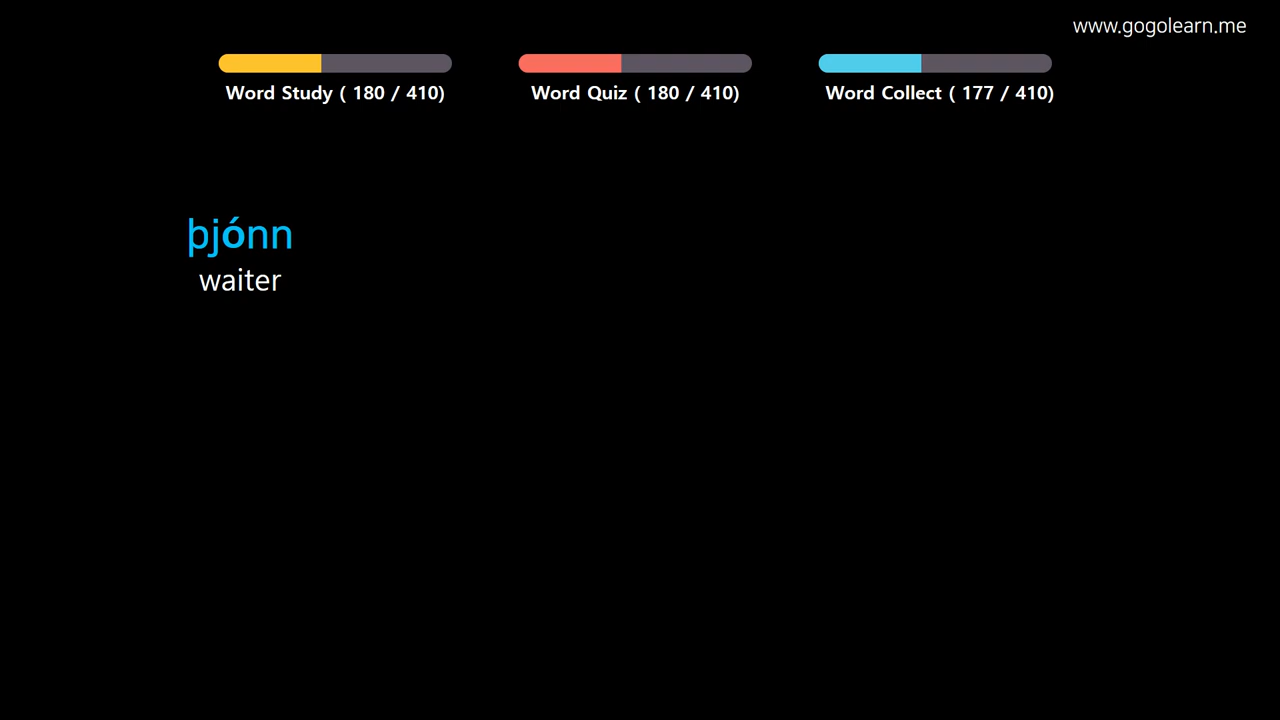 www.gogolearn.me
Word Study ( 180 / 410)
Word Quiz ( 180 / 410)
Word Collect ( 177 / 410)
þjónn
waiter